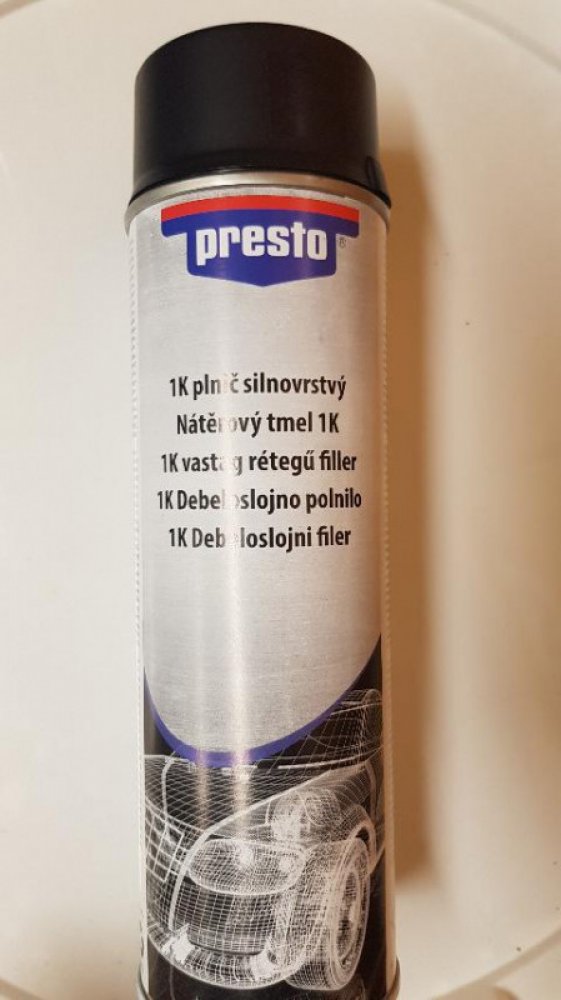 presto®
1K plnič silnovrstvý
Nátěrový tmel 1K
1K vastag rétegű filler
1K Debeloslojno polnilo
1K Debeloslojni filer